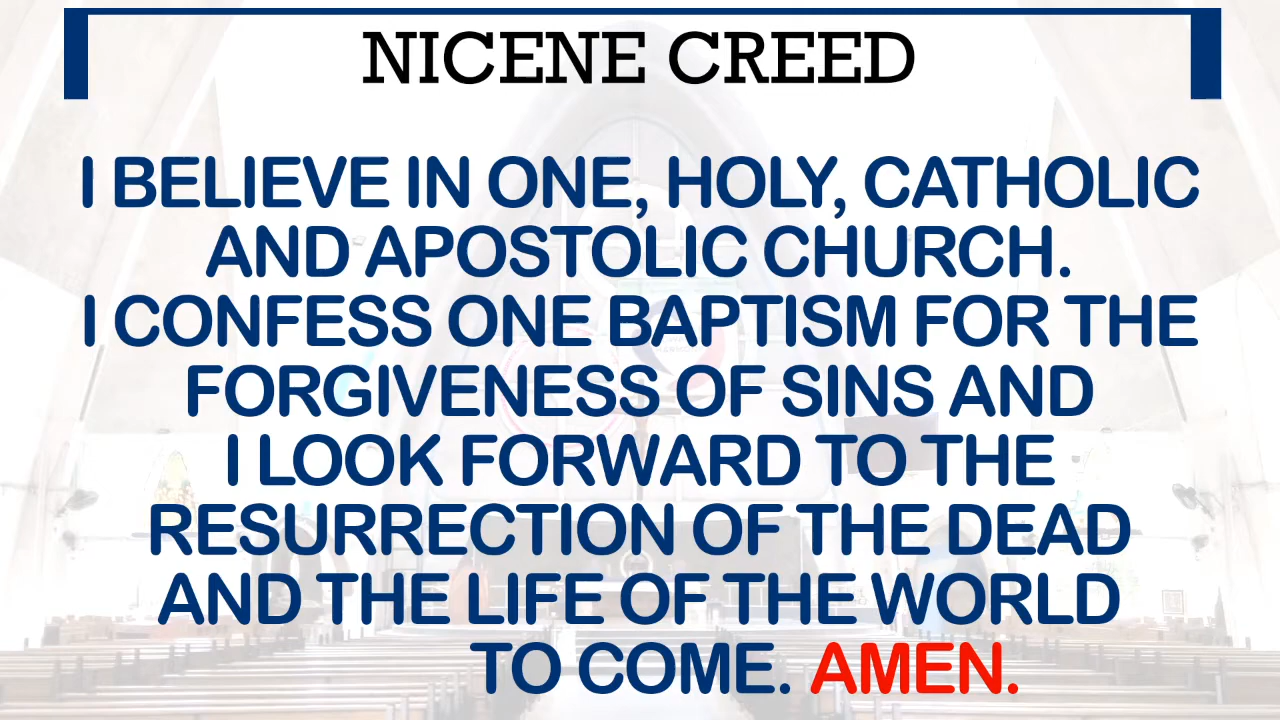 NICENE CREED
I BELIEVE IN ONE, HOLY, CATHOLIC
AND APOSTOLIC CHURCH.
I CONFESS ONE BAPTISM FOR THE
FORGIVENESS OF SINS AND
I LOOK FORWARD TO THE
RESURRECTION OF THE DEAD
AND THE LIFE OF THE WORLD
TO COME. AMEN.